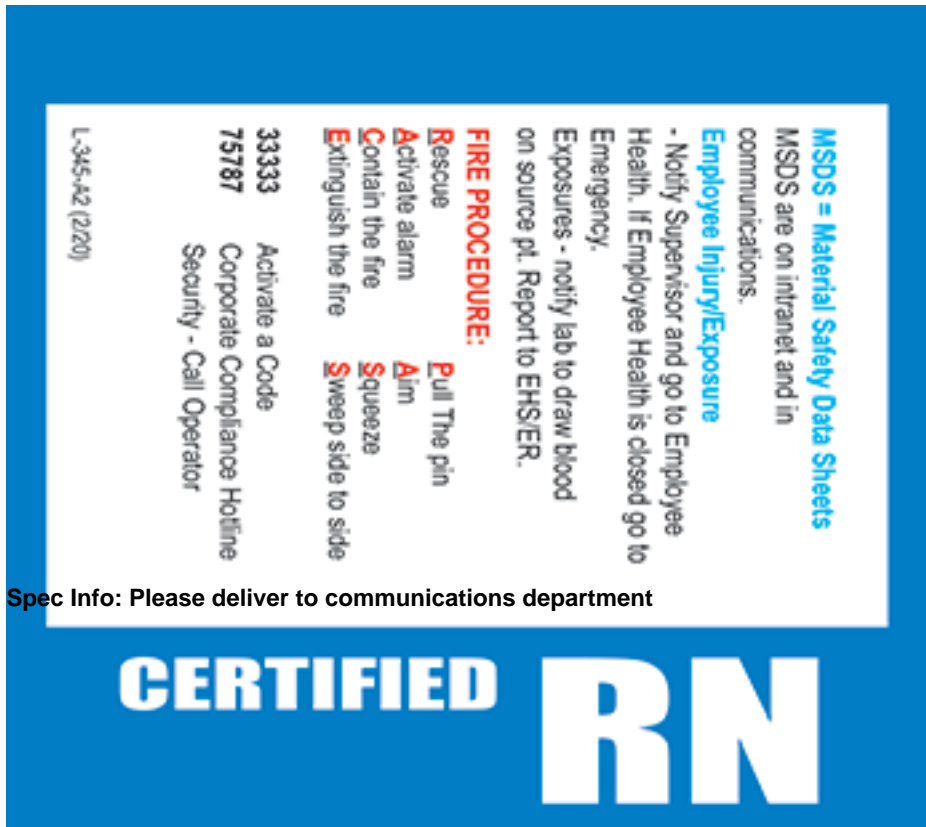 MSDS = Material Safety Data Sheets
MSDS are on intranet and in
communications.
Employee Injury/Exposure
- Notify Supervisor and go to Employee
Health. If Employee Health is closed go to
Emergency.
Exposures - notify lab to draw blood
on source pt. Report to EHS/ER.
FIRE PROCEDURE:
Rescue Pull The pin
Activate alarm Aim
Contain the fire Squeeze
Extinguish the fire Sweep side to side
33333 Activate a Code
75787 Corporate Compliance Hotline
Security - Call Operator
L-345-A2 (2/20)
Spec Info: Please deliver to communications department
CERTIFIED RN